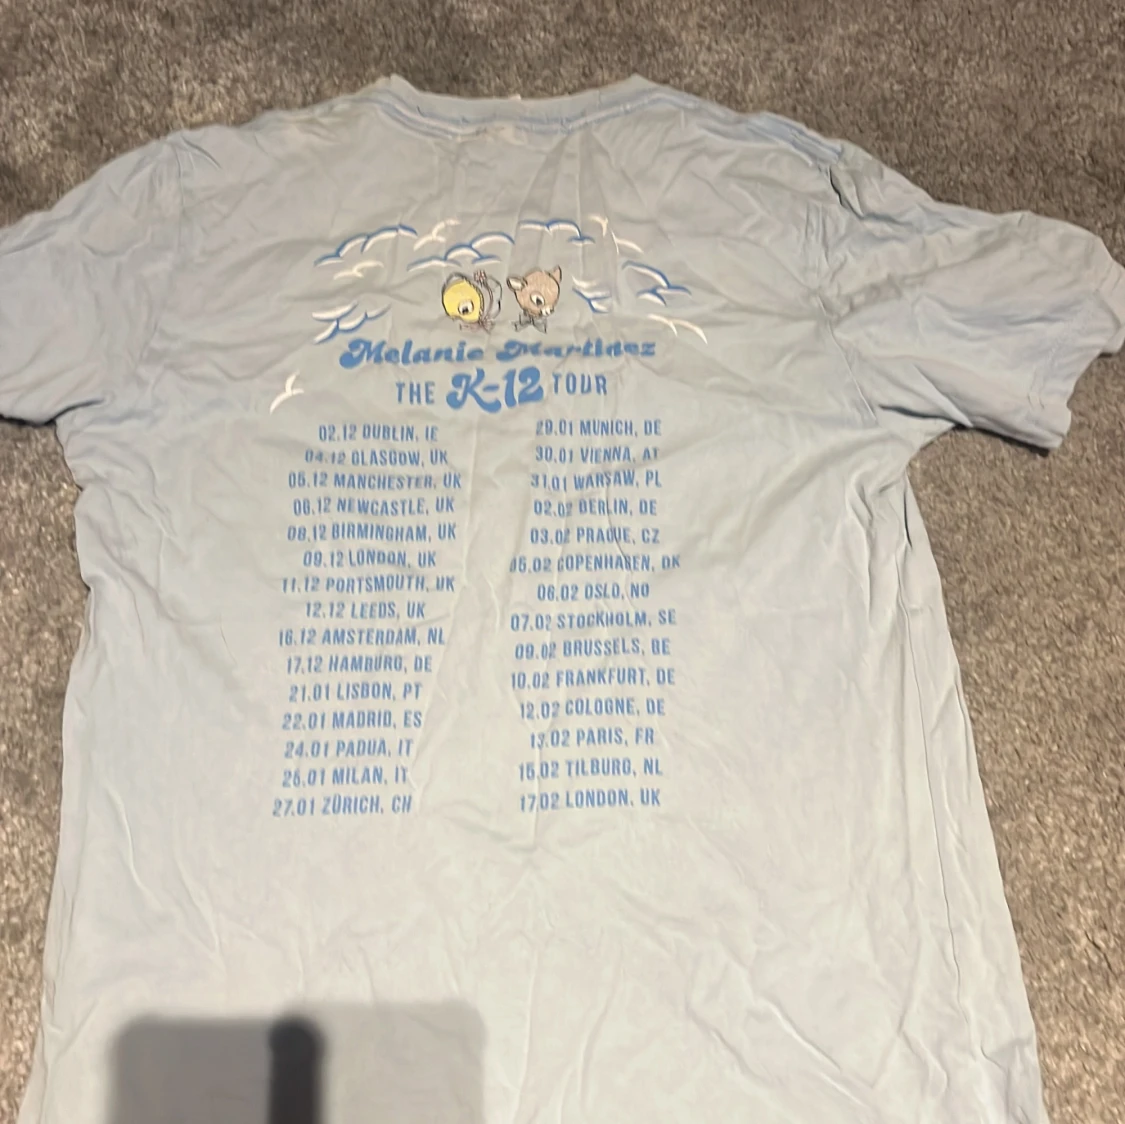 Melanie Martinez
THE K-12 TOUR
02.12 DUBLIN, IE
04.12 GLASGOW, UK
05.12 MANCHESTER, UK
06.12 NEWCASTLE, UK
08.12 BIRMINGHAM, UK
09.12 LONDON, UK
11.12 PORTSMOUTH, UK
12.12 LEEDS, UK
16.12 AMSTERDAM, NL
17.12 HAMBURG, DE
21.01 LISBON, PT
22.01 MADRID, ES
24.01 PADUA, IT
25.01 MILAN, IT
27.01 ZÜRICH, CH
29.01 MUNICH, DE
30.01 VIENNA, AT
31.01 WARSAW, PL
02.02 BERLIN, DE
03.02 PRAGUE, CZ
05.02 COPENHAGEN, DK
06.02 OSLO, NO
07.02 STOCKHOLM, SE
09.02 BRUSSELS, BE
10.02 FRANKFURT, DE
12.02 COLOGNE, DE
13.02 PARIS, FR
15.02 TILBURG, NL
17.02 LONDON, UK